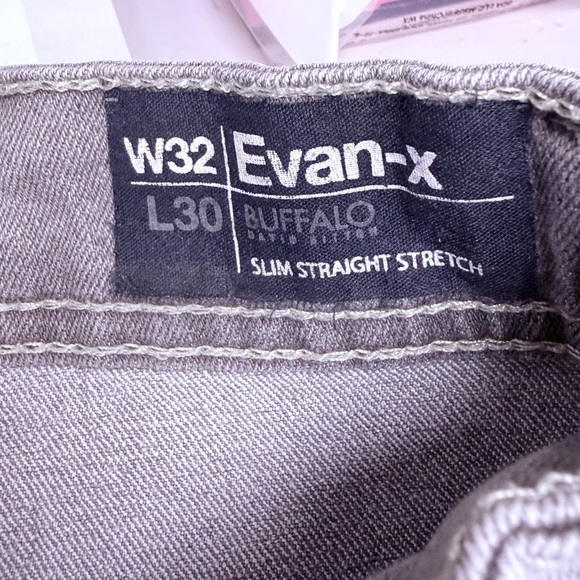 W32 Evan-x
L30 BUFFALO
DAVID BITTON
SLIM STRAIGHT STRETCH